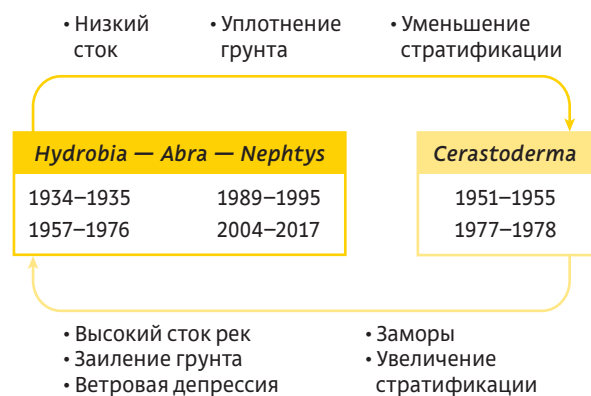 • Низкий
сток
• Уплотнение
грунта
• Уменьшение
стратификации
Hydrobia — Abra — Nephtys
1934–1935 1989–1995
1957–1976 2004–2017
Cerastoderma
1951–1955
1977–1978
• Высокий сток рек
• Заиление грунта
• Ветровая депрессия
• Заморы
• Увеличение
стратификации